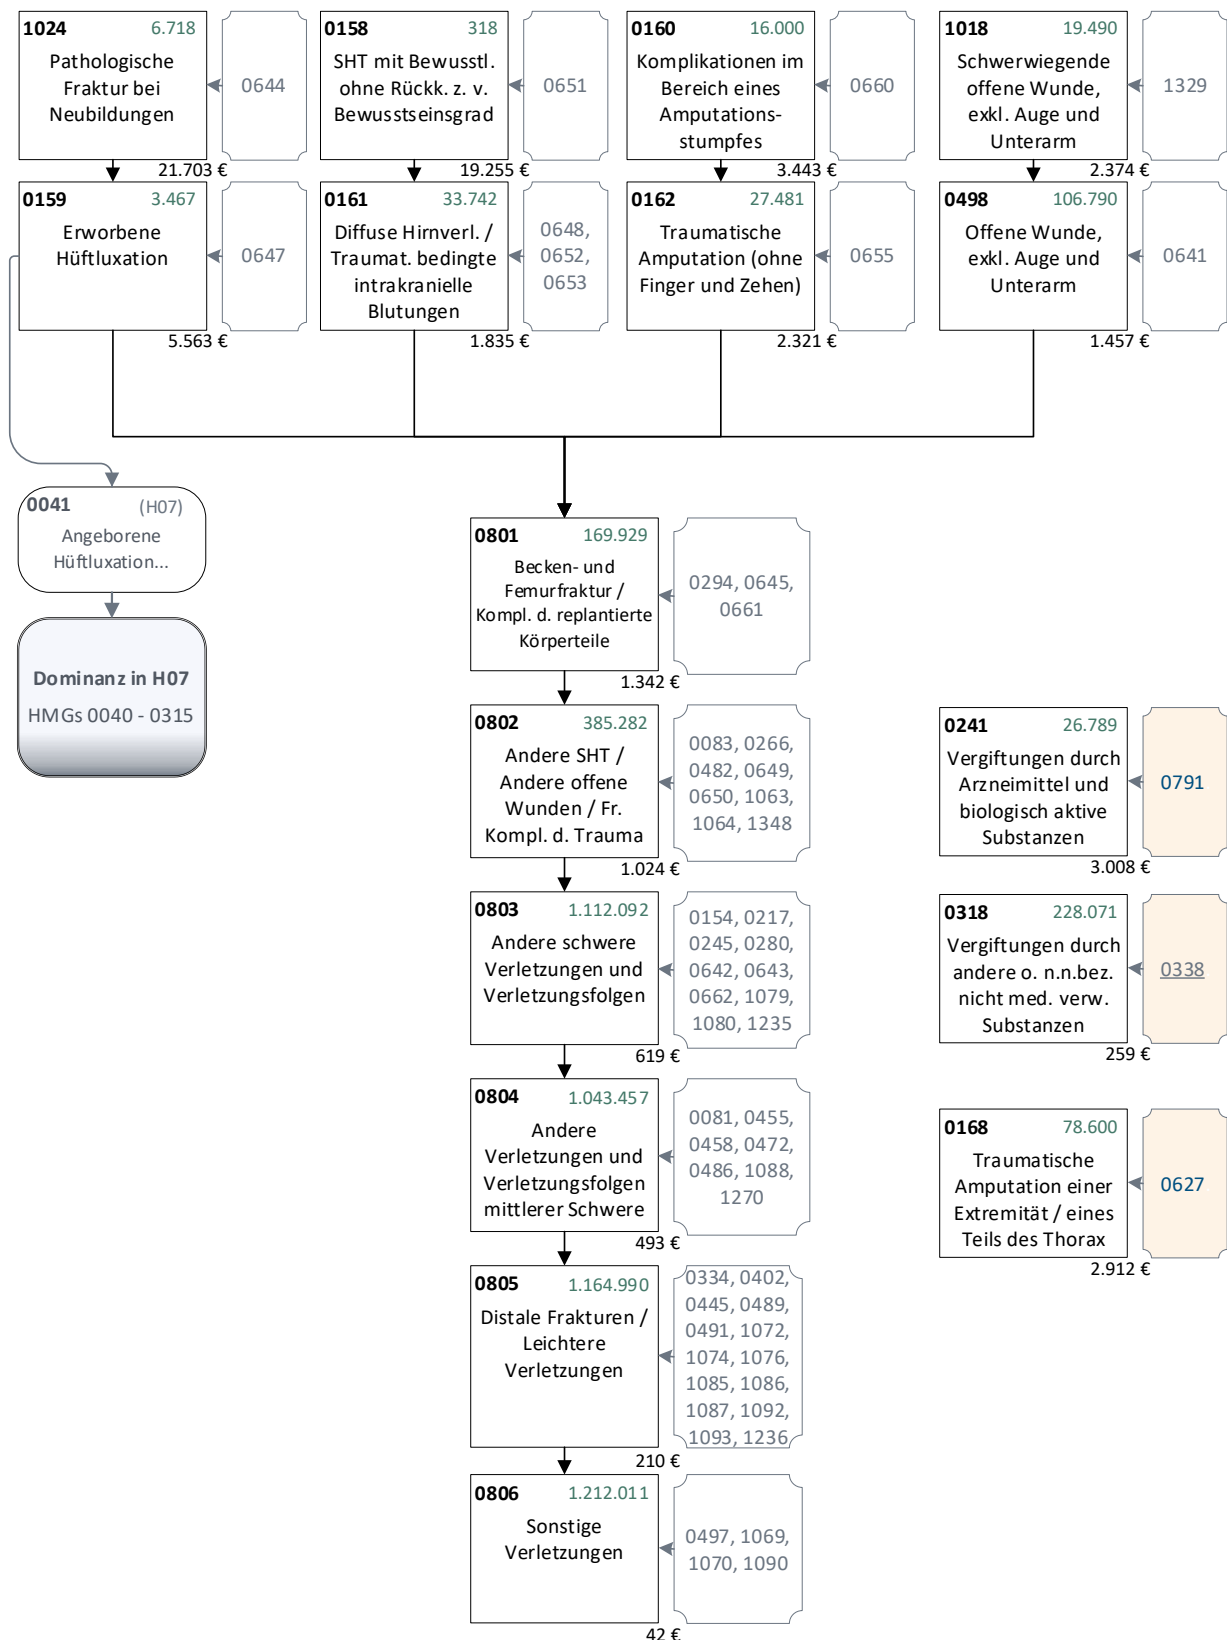 1024 6.718
Pathologische
Fraktur bei
Neubildungen
0644
21.703 €
0158 318
SHT mit Bewusstl.
ohne Rückk. z. v.
Bewusstseinsgrad
0651
19.255 €
0160 16.000
Komplikationen im
Bereich eines
Amputations-
stumpfes
0660
3.443 €
1018 19.490
Schwerwiegende
offene Wunde,
exkl. Auge und
Unterarm
1329
2.374 €
0159 3.467
Erworbene
Hüftluxation
0647
5.563 €
0161 33.742
Diffuse Hirnverl. /
Traumat. bedingte
intrakranielle
Blutungen
0648,
0652,
0653
1.835 €
0162 27.481
Traumatische
Amputation (ohne
Finger und Zehen)
0655
2.321 €
0498 106.790
Offene Wunde,
exkl. Auge und
Unterarm
0641
1.457 €
0041 (H07)
Angeborene
Hüftluxation...
Dominanz in H07
HMGs 0040 - 0315
0801 169.929
Becken- und
Femurfraktur /
Kompl. d. replantierte
Körperteile
0294, 0645,
0661
1.342 €
0802 385.282
Andere SHT /
Andere offene
Wunden / Fr.
Kompl. d. Trauma
0083, 0266,
0482, 0649,
0650, 1063,
1064, 1348
1.024 €
0803 1.112.092
Andere schwere
Verletzungen und
Verletzungsfolgen
0154, 0217,
0245, 0280,
0642, 0643,
0662, 1079,
1080, 1235
619 €
0804 1.043.457
Andere
Verletzungen und
Verletzungsfolgen
mittlerer Schwere
0081, 0455,
0458, 0472,
0486, 1088,
1270
493 €
0805 1.164.990
Distale Frakturen /
Leichtere
Verletzungen
0334, 0402,
0445, 0489,
0491, 1072,
1074, 1076,
1085, 1086,
1087, 1092,
1093, 1236
210 €
0806 1.212.011
Sonstige
Verletzungen
0497, 1069,
1070, 1090
42 €
0241 26.789
Vergiftungen durch
Arzneimittel und
biologisch aktive
Substanzen
0791
3.008 €
0318 228.071
Vergiftungen durch
andere o. n.n.bez.
nicht med. verw.
Substanzen
0338
259 €
0168 78.600
Traumatische
Amputation einer
Extremität / eines
Teils des Thorax
0627
2.912 €